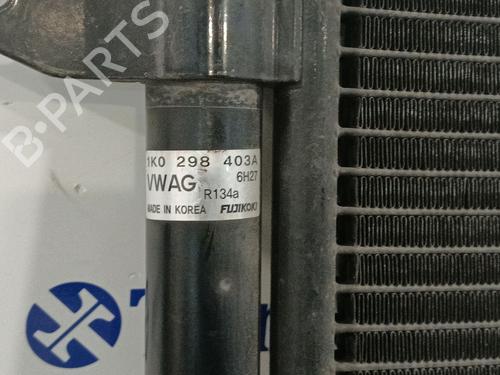 B-PARTS
1K0 298 403A
VWAG 6H27
R134a
MADE IN KOREA FUJIKOKI